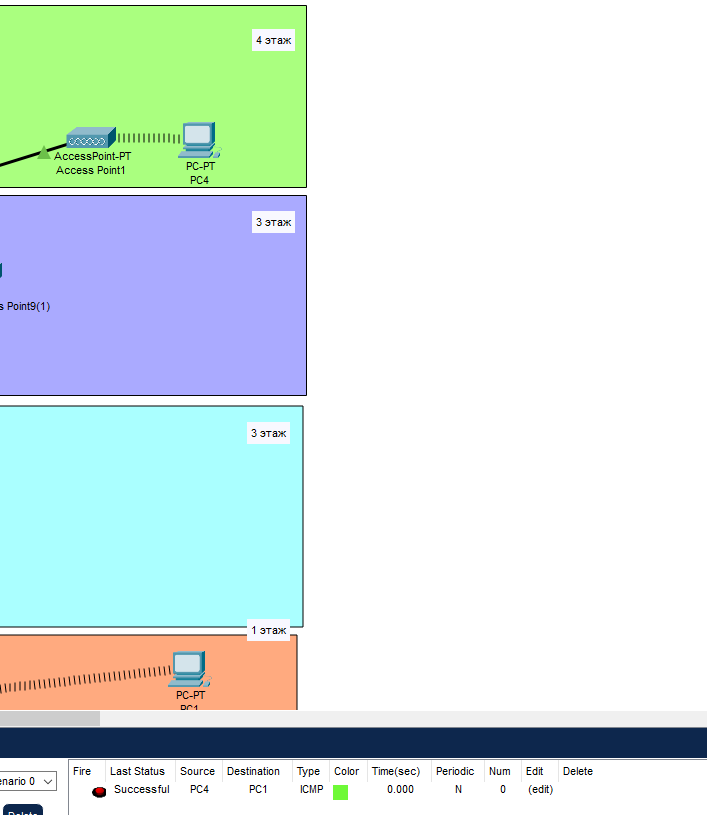 4 этаж
AccessPoint-PT
Access Point1
PC-PT
PC4
3 этаж
s Point9(1)
3 этаж
1 этаж
PC-PT
PC1
enario 0
Fire Last Status Source Destination Type Color Time(sec) Periodic Num Edit Delete
Successful PC4 PC1 ICMP 0.000 N 0 (edit)
Delete